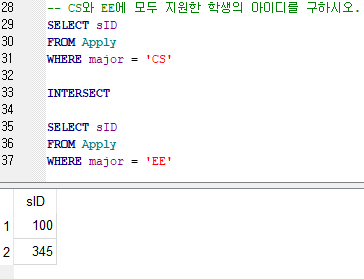 28 -- CS와 EE에 모두 지원한 학생의 아이디를 구하시오.
29 SELECT sID
30 FROM Apply
31 WHERE major = 'CS'
32
33 INTERSECT
34
35 SELECT sID
36 FROM Apply
37 WHERE major = 'EE'
sID
1 100
2 345